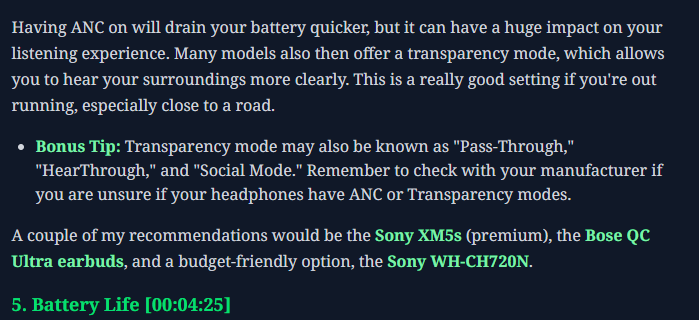 Having ANC on will drain your battery quicker, but it can have a huge impact on your
listening experience. Many models also then offer a transparency mode, which allows
you to hear your surroundings more clearly. This is a really good setting if you're out
running, especially close to a road.
• Bonus Tip: Transparency mode may also be known as "Pass-Through,"
"HearThrough," and "Social Mode." Remember to check with your manufacturer if
you are unsure if your headphones have ANC or Transparency modes.
A couple of my recommendations would be the Sony XM5s (premium), the Bose QC
Ultra earbuds, and a budget-friendly option, the Sony WH-CH720N.
5. Battery Life [00:04:25]